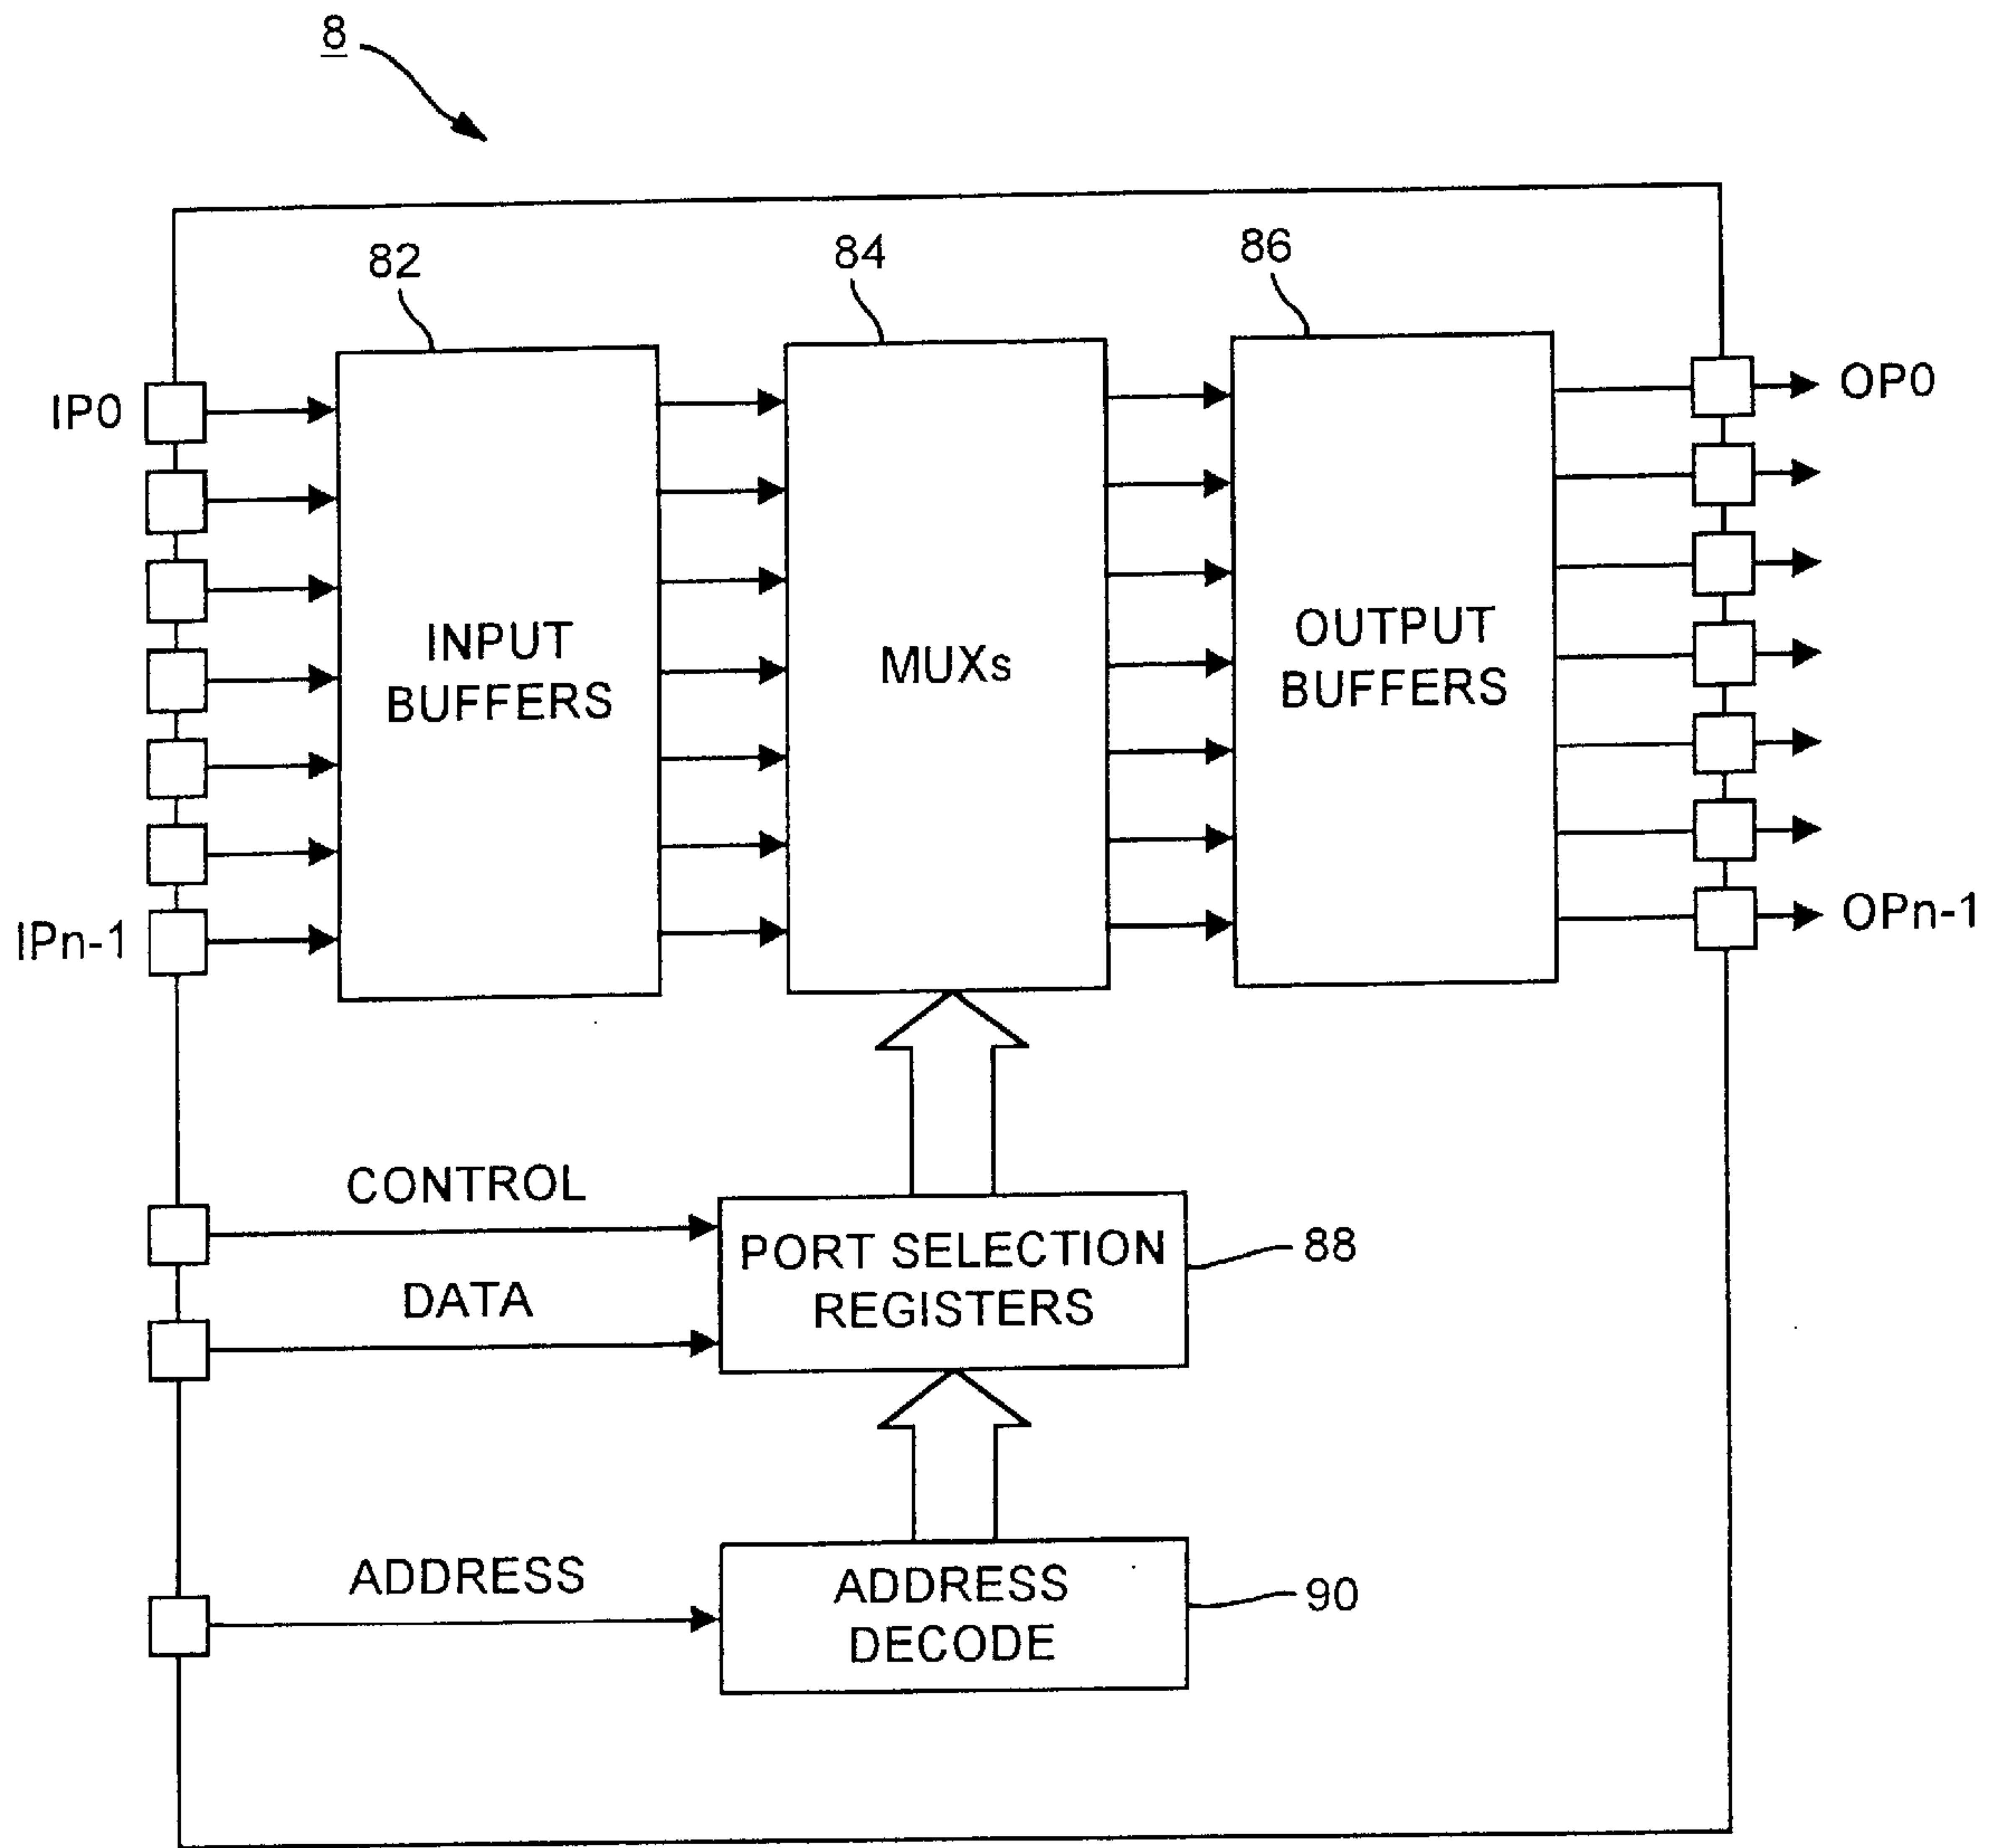 8
82
84
86
IP0
OP0
INPUT
BUFFERS
MUXs
OUTPUT
BUFFERS
IPn-1
OPn-1
CONTROL
PORT SELECTION
REGISTERS
88
DATA
ADDRESS
ADDRESS
DECODE
90